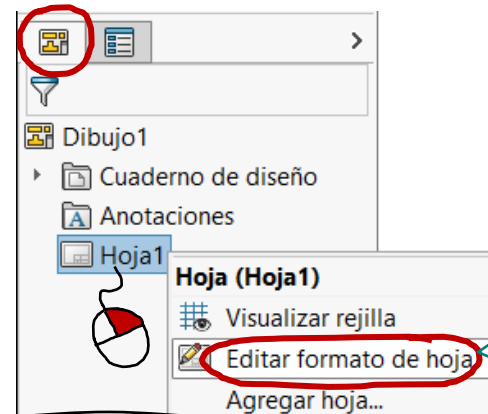 Dibujo1
Cuaderno de diseño
Anotaciones
Hoja1
Hoja (Hoja1)
Visualizar rejilla
Editar formato de hoja
Agregar hoja...